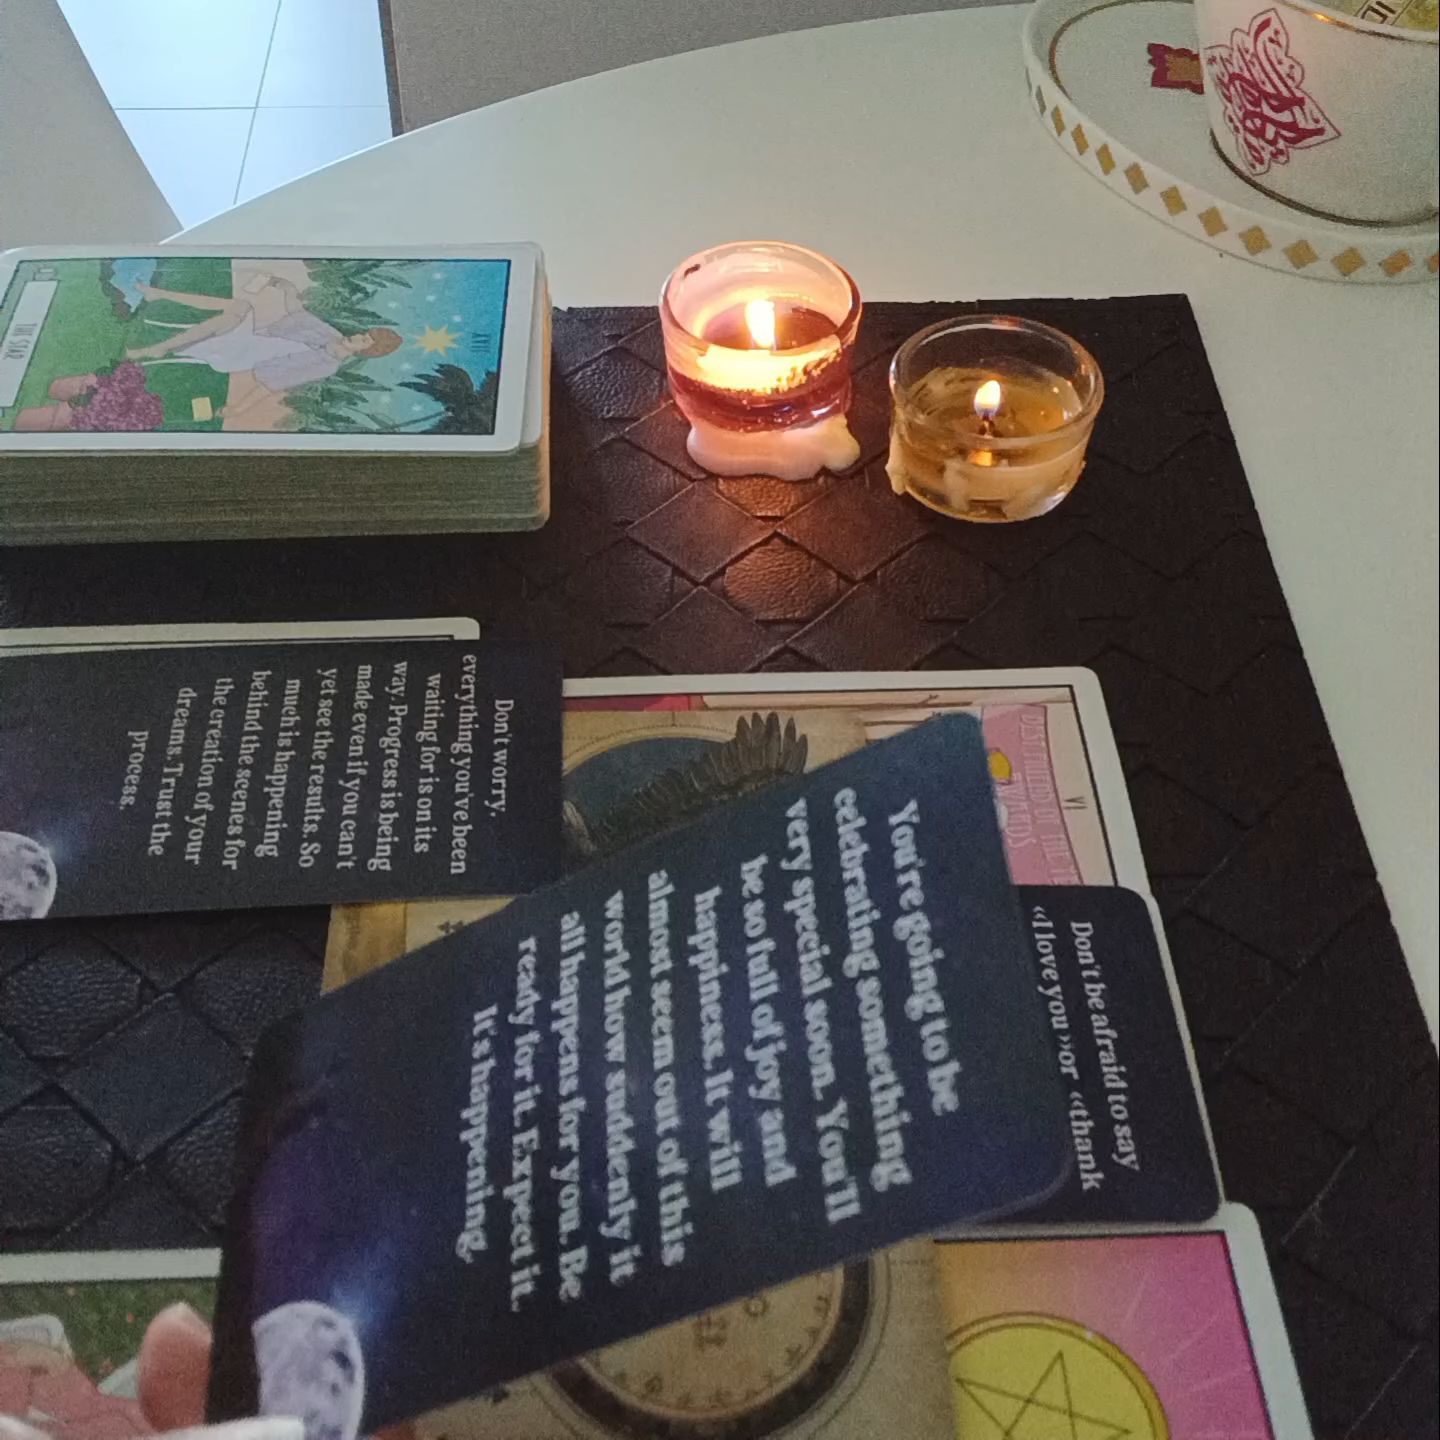 THE STAR
XVII
Don't worry,
everything you've been
waiting for is on its
way. Progress is being
made even if you can't
yet see the results. So
much is happening
behind the scenes for
the creation of your
dreams. Trust the
process.
VI
You're going to be
celebrating something
very special soon. You'll
be so full of joy and
happiness. It will
almost seem out of this
world how suddenly it
all happens for you. Be
ready for it. Expect it.
It's happening.
Don't be afraid to say
«I love you » or «thank